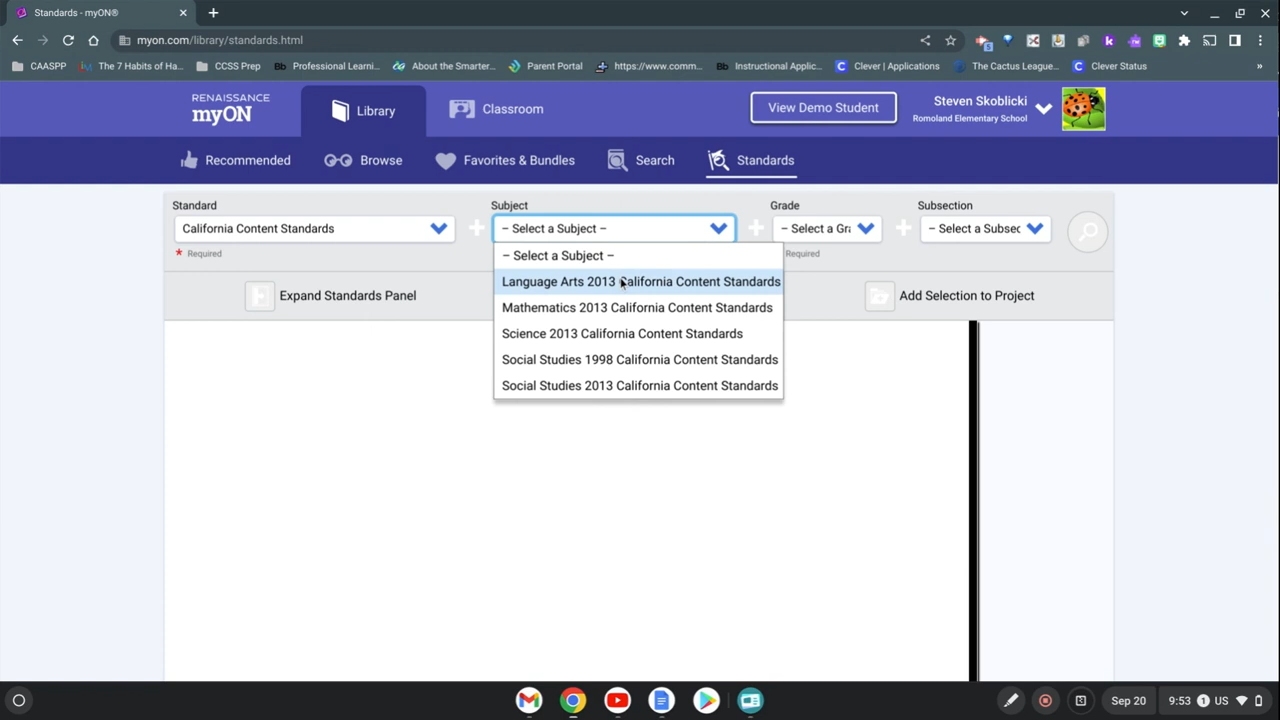 Standards - myON®
myon.com/library/standards.html
CAASPP
The 7 Habits of Ha...
CCSS Prep
Bb Professional Learni...
About the Smarter...
Parent Portal
https://www.comm...
Bb Instructional Applic...
C Clever | Applications
The Cactus League...
C Clever Status
»
RENAISSANCE
myON
Library
Classroom
View Demo Student
Steven Skoblicki
Romoland Elementary School
Recommended
Browse
Favorites & Bundles
Search
Standards
Standard
Subject
Grade
Subsection
California Content Standards
– Select a Subject –
– Select a Gra
– Select a Subsec
* Required
Required
– Select a Subject –
Language Arts 2013 California Content Standards
Mathematics 2013 California Content Standards
Science 2013 California Content Standards
Social Studies 1998 California Content Standards
Social Studies 2013 California Content Standards
Expand Standards Panel
Add Selection to Project
Sep 20
9:53
1
US